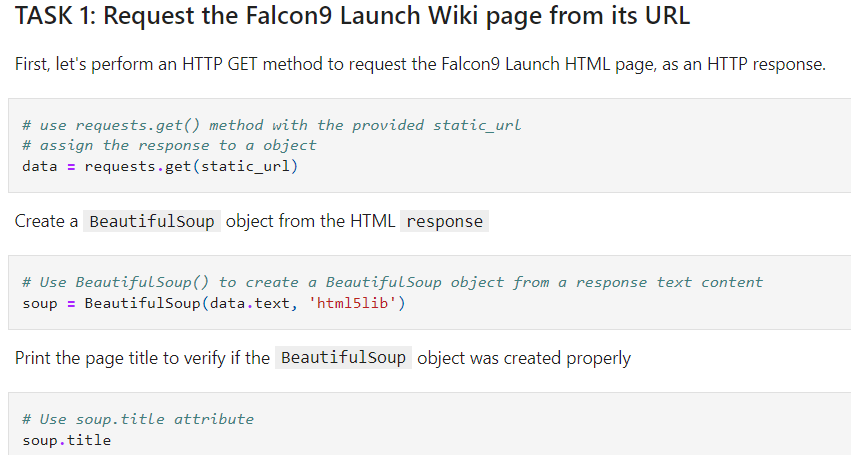 TASK 1: Request the Falcon9 Launch Wiki page from its URL
First, let's perform an HTTP GET method to request the Falcon9 Launch HTML page, as an HTTP response.
# use requests.get() method with the provided static_url
# assign the response to a object
data = requests.get(static_url)
Create a BeautifulSoup object from the HTML response
# Use BeautifulSoup() to create a BeautifulSoup object from a response text content
soup = BeautifulSoup(data.text, 'html5lib')
Print the page title to verify if the BeautifulSoup object was created properly
# Use soup.title attribute
soup.title